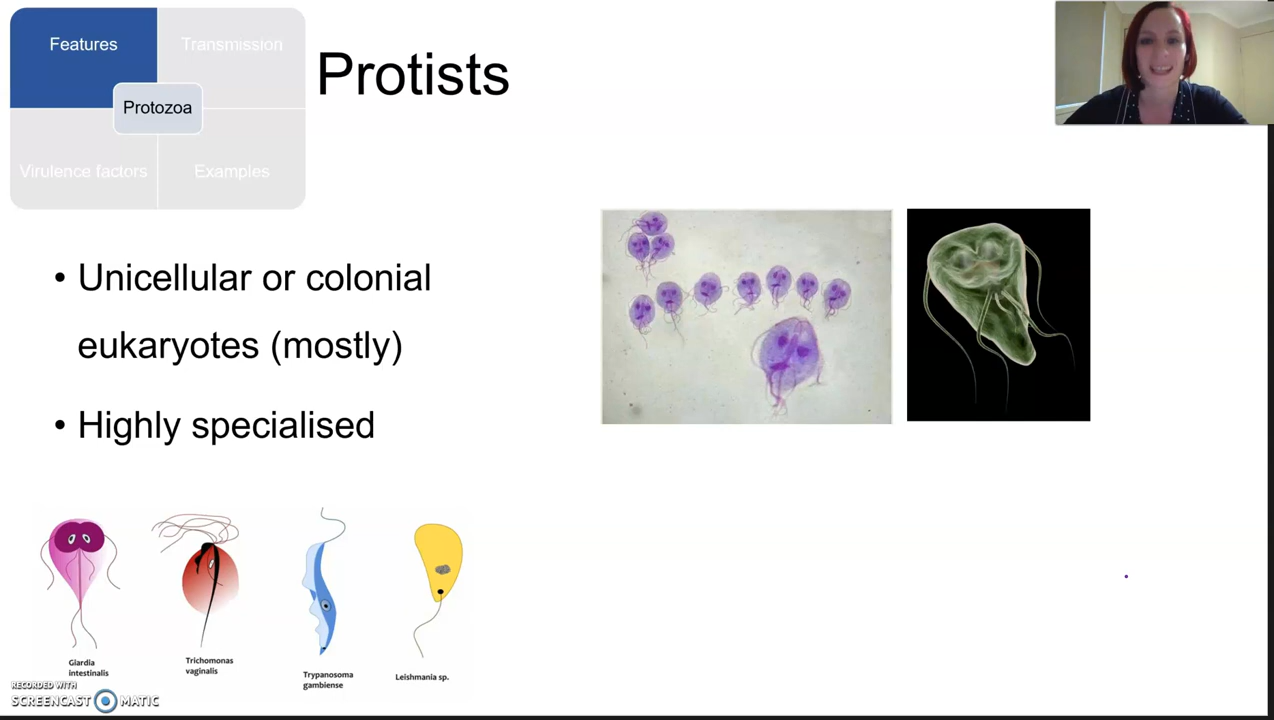 Features
Transmission
Protozoa
Virulence factors
Examples
Protists
• Unicellular or colonial
eukaryotes (mostly)
• Highly specialised
Giardia
intestinalis
Trichomonas
vaginalis
Trypanosoma
gambiense
Leishmania sp.
RECORDED WITH
SCREENCAST MATIC